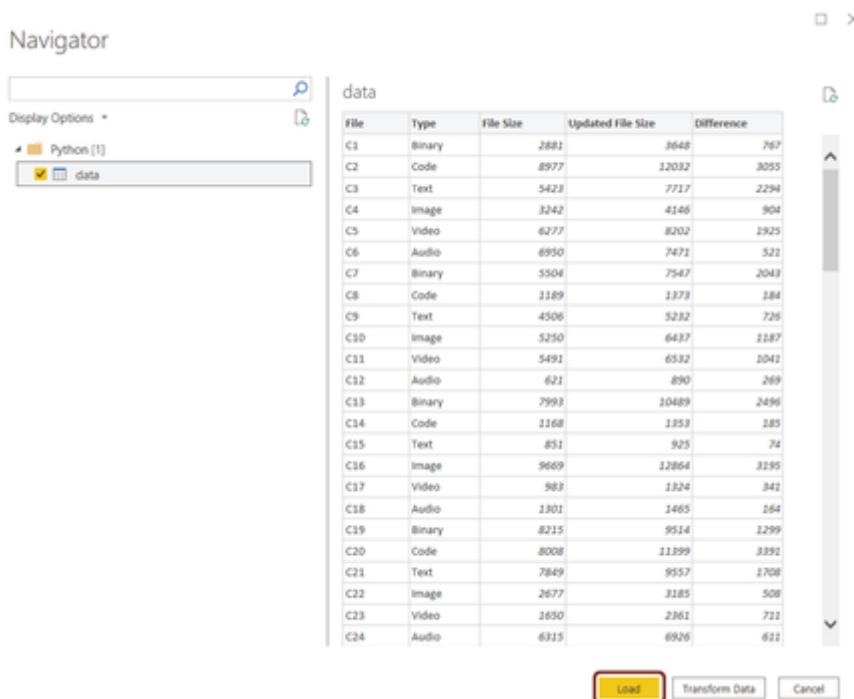 Navigator
Display Options
Python [1]
data
data
File Type File Size Updated File Size Difference
C1 Binary 2881 3648 767
C2 Code 8977 12032 3055
C3 Text 5423 7717 2294
C4 Image 3242 4146 904
C5 Video 6277 8202 1925
C6 Audio 6950 7471 521
C7 Binary 5504 7547 2043
C8 Code 1189 1373 184
C9 Text 4506 5232 726
C10 Image 5250 6437 1187
C11 Video 5491 6532 1041
C12 Audio 621 890 269
C13 Binary 7993 10489 2496
C14 Code 1168 1353 185
C15 Text 851 925 74
C16 Image 9669 12864 3195
C17 Video 983 1324 341
C18 Audio 1301 1465 164
C19 Binary 8215 9514 1299
C20 Code 8008 11399 3391
C21 Text 7849 9557 1708
C22 Image 2677 3185 508
C23 Video 1650 2361 711
C24 Audio 6315 6926 611
Load Transform Data Cancel